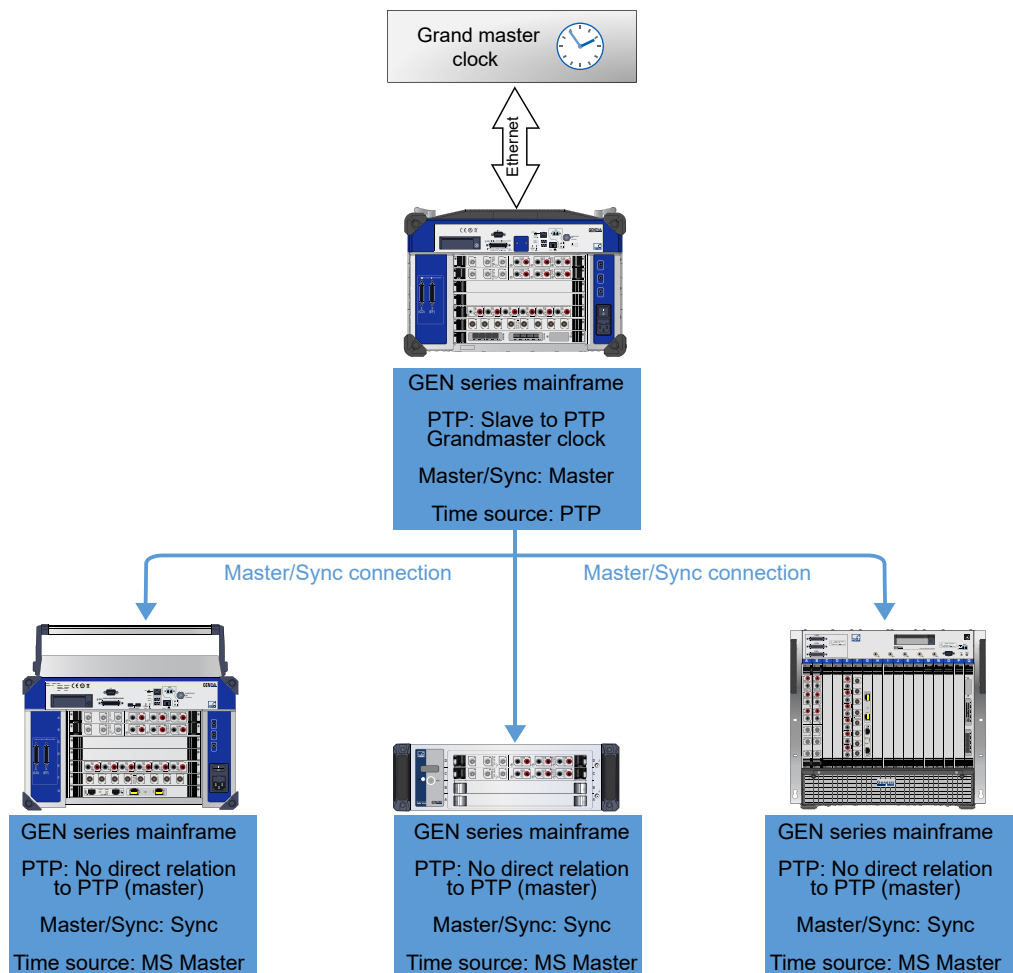 Grand master
clock
Ethernet
GEN series mainframe
PTP: Slave to PTP
Grandmaster clock
Master/Sync: Master
Time source: PTP
Master/Sync connection
Master/Sync connection
GEN series mainframe
PTP: No direct relation
to PTP (master)
Master/Sync: Sync
Time source: MS Master
GEN series mainframe
PTP: No direct relation
to PTP (master)
Master/Sync: Sync
Time source: MS Master
GEN series mainframe
PTP: No direct relation
to PTP (master)
Master/Sync: Sync
Time source: MS Master